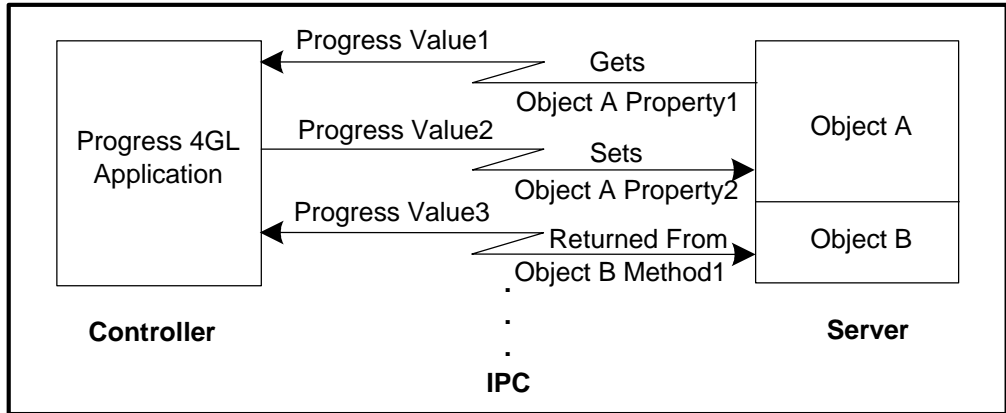 Progress Value1
Gets
Object A Property1
Progress 4GL
Application
Object A
Progress Value2
Sets
Object A Property2
Progress Value3
Returned From
Object B Method1
Object B
Controller
Server
IPC